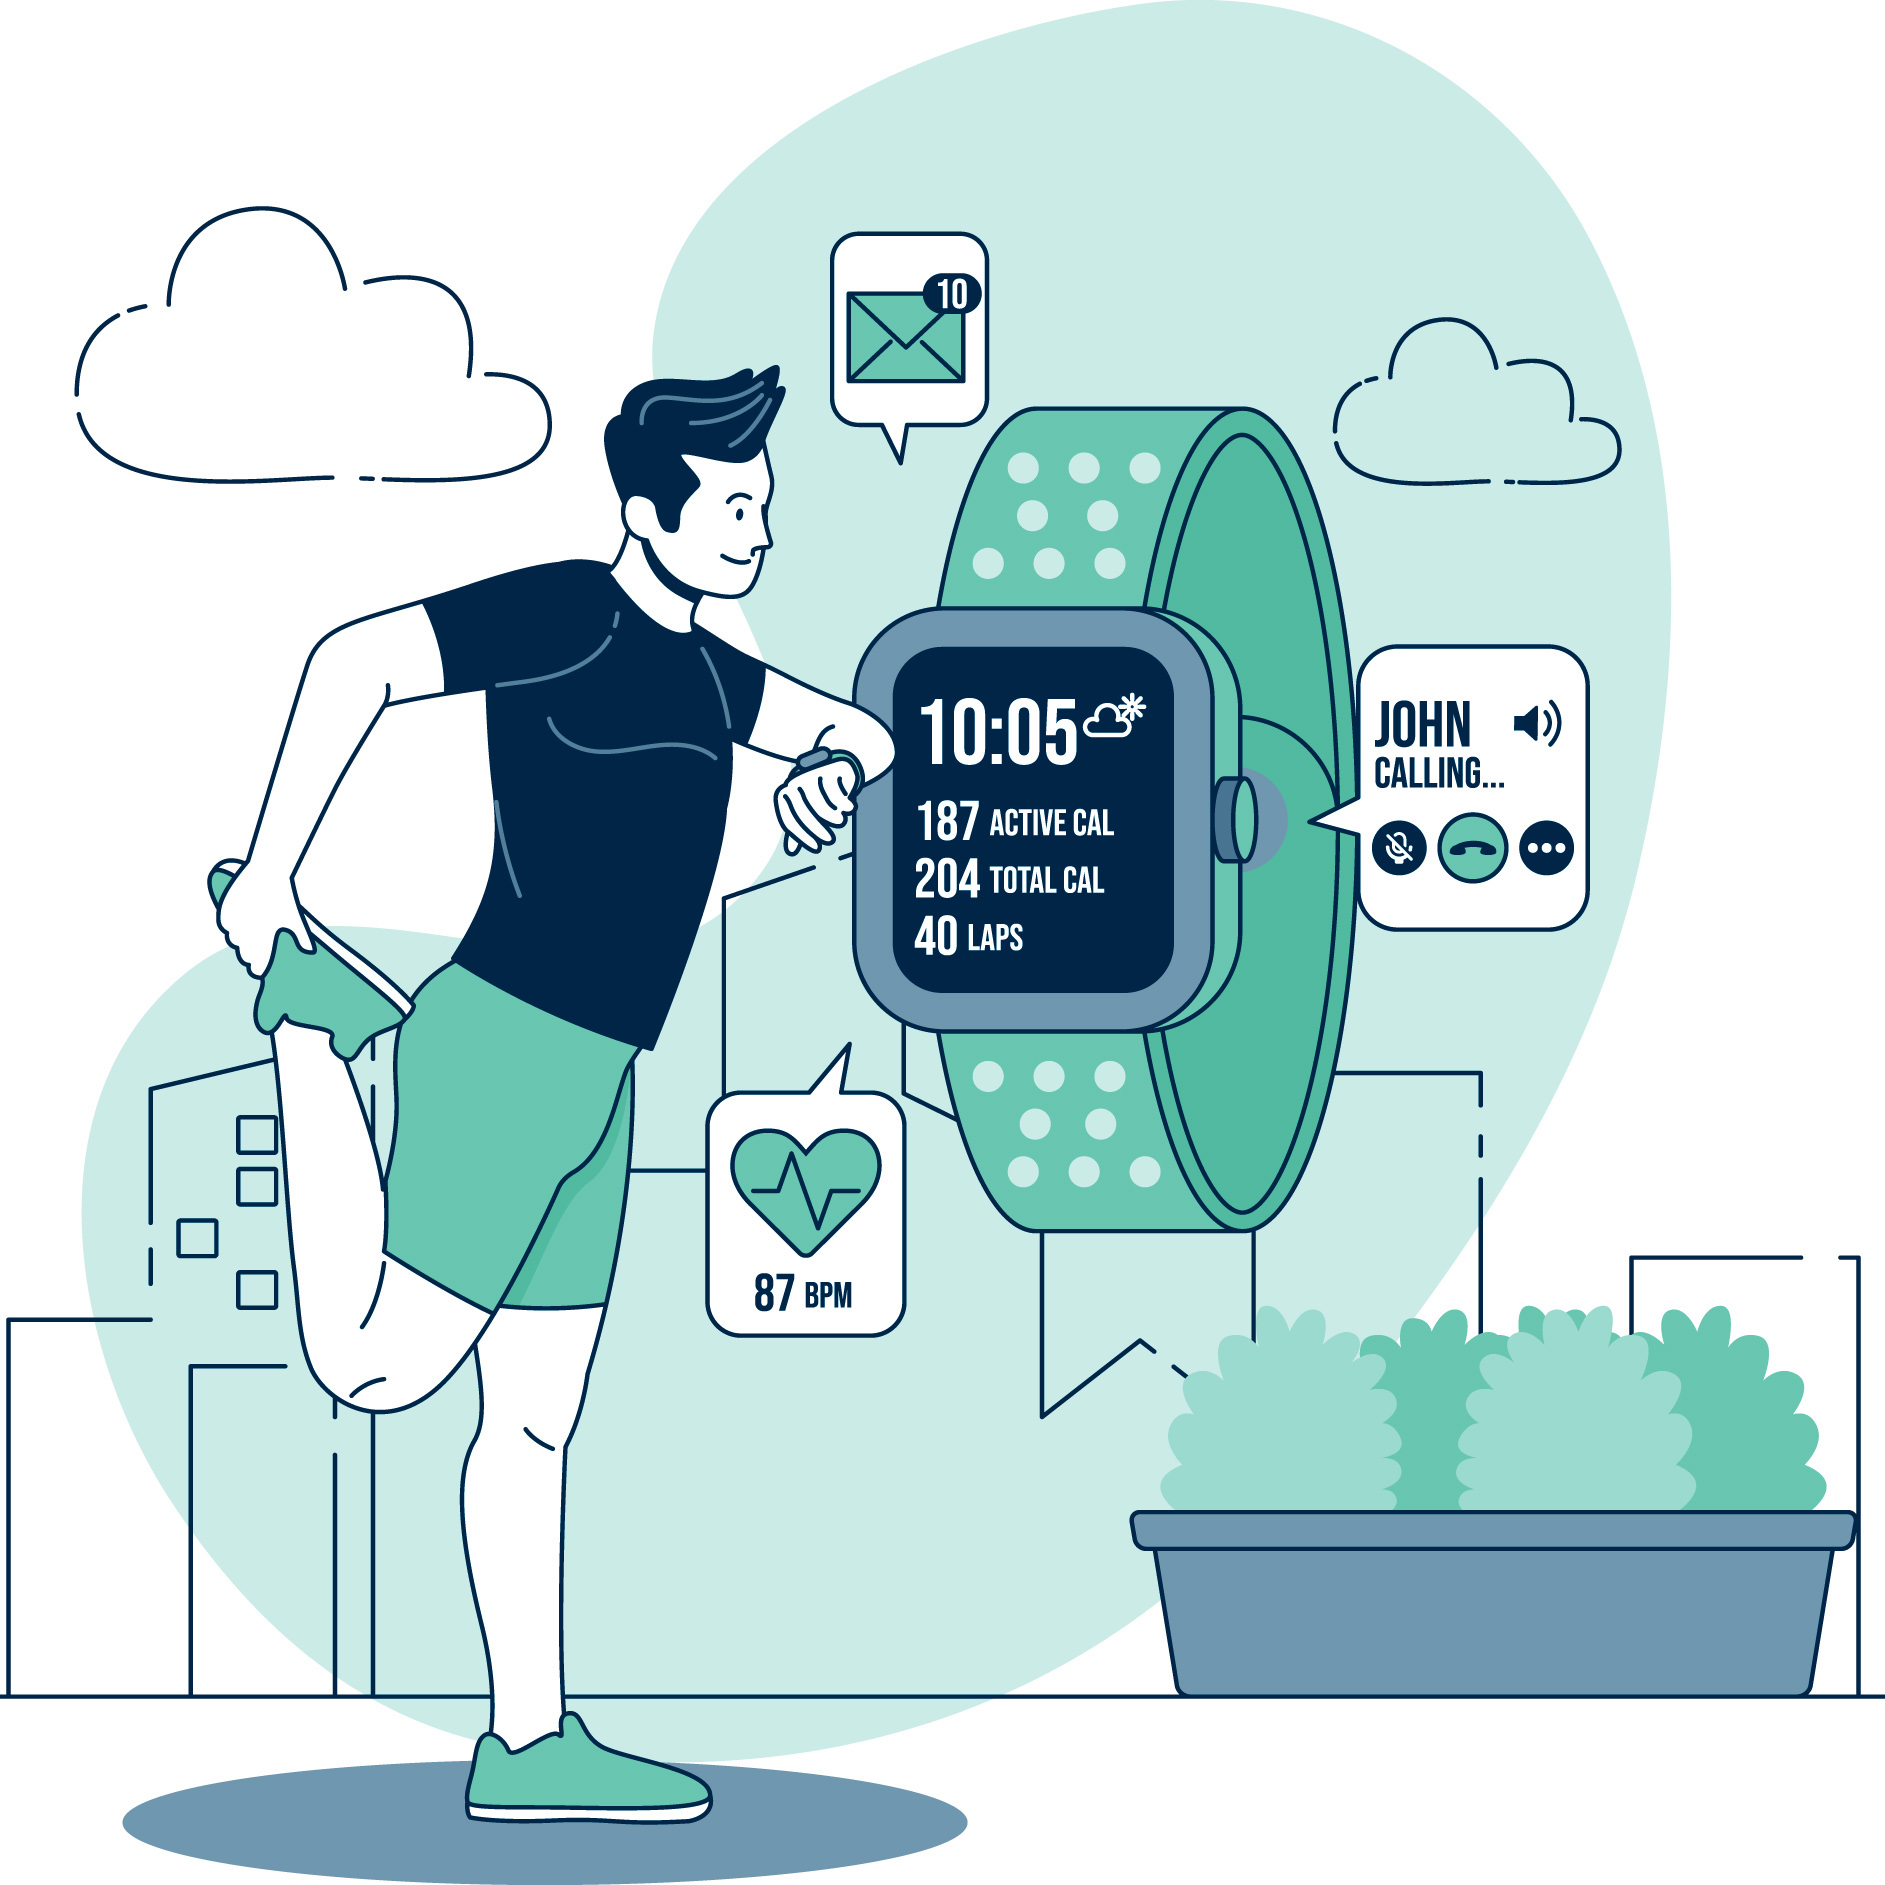 10
10:05
187 ACTIVE CAL
204 TOTAL CAL
40 LAPS
JOHN
CALLING...
87 BPM